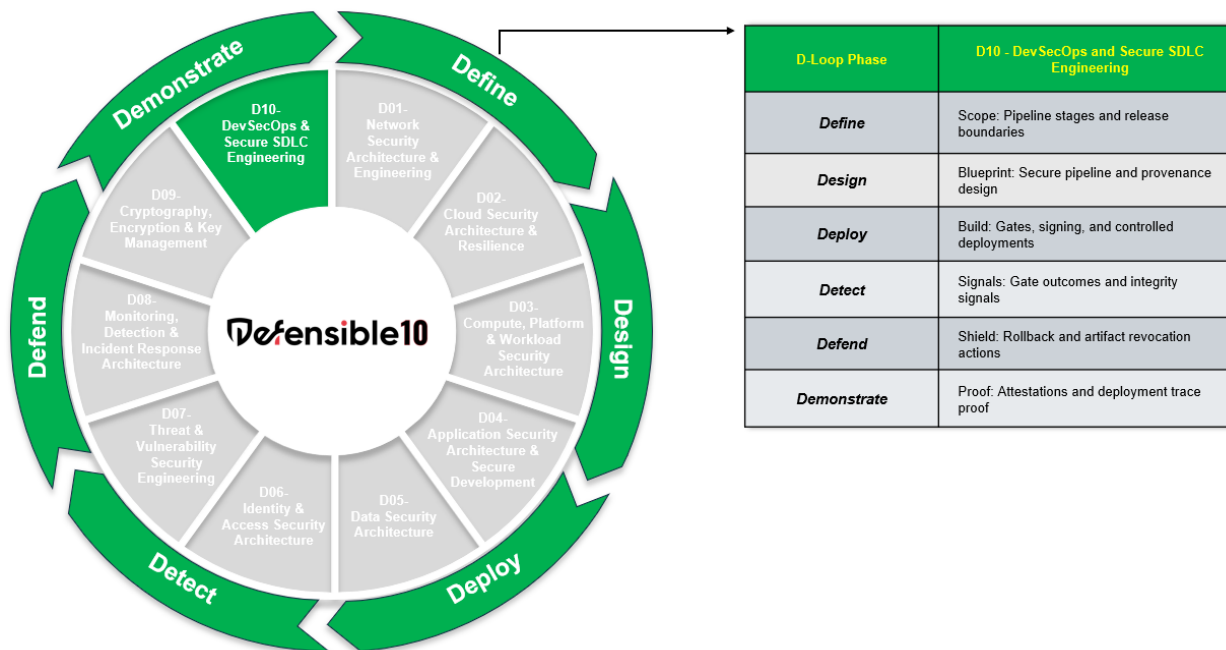 Demonstrate
Define
Design
Deploy
Detect
Defend
D10-
DevSecOps &
Secure SDLC
Engineering
D01-
Network
Security
Architecture &
Engineering
D02-
Cloud Security
Architecture &
Resilience
D03-
Compute, Platform
& Workload
Security
Architecture
D04-
Application Security
Architecture &
Secure
Development
D05-
Data Security
Architecture
D06-
Identity &
Access Security
Architecture
D07-
Threat &
Vulnerability
Security
Engineering
D08-
Monitoring,
Detection &
Incident Response
Architecture
D09-
Cryptography,
Encryption & Key
Management
Defensible10
D-Loop Phase
D10 - DevSecOps and Secure SDLC
Engineering
Define
Scope: Pipeline stages and release
boundaries
Design
Blueprint: Secure pipeline and provenance
design
Deploy
Build: Gates, signing, and controlled
deployments
Detect
Signals: Gate outcomes and integrity
signals
Defend
Shield: Rollback and artifact revocation
actions
Demonstrate
Proof: Attestations and deployment trace
proof